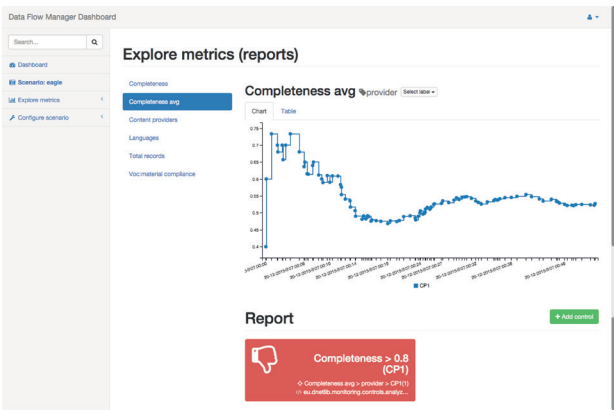 Data Flow Manager Dashboard
Search...
Dashboard
Scenario: eagle
Explore metrics
Configure scenario
Explore metrics (reports)
Completeness
Completeness avg
Content providers
Languages
Total records
Voc:material compliance
Completeness avg provider Select label
Chart Table
0.75
0.7
0.65
0.6
0.55
0.5
0.45
0.4
CP1
Report
+ Add control
Completeness > 0.8
(CP1)
Completeness avg > provider > CP1(1)
</> eu.dnetlib.monitoring.controls.analyz...